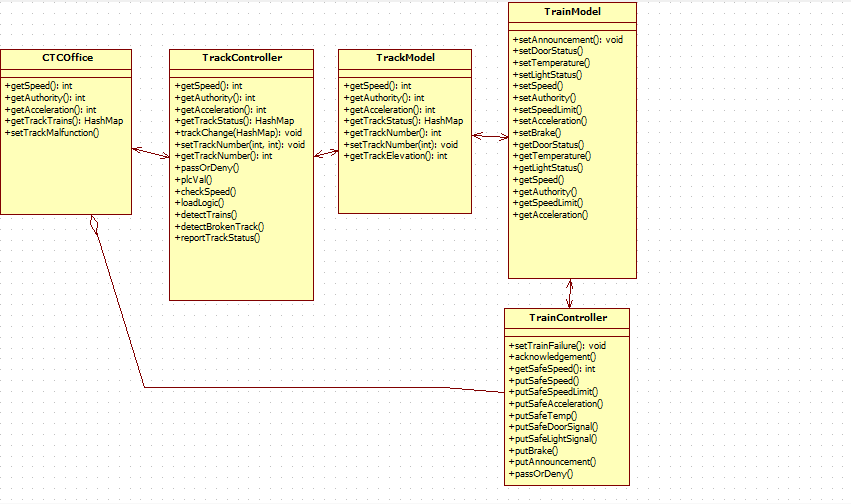 CTCOffice
+getSpeed(): int
+getAuthority(): int
+getAcceleration(): int
+getTrackTrains(): HashMap
+setTrackMalfunction()
TrackController
+getSpeed(): int
+getAuthority(): int
+getAcceleration(): int
+getTrackStatus(): HashMap
+trackChange(HashMap): void
+setTrackNumber(int, int): void
+getTrackNumber(): int
+passOrDeny()
+plcVal()
+checkSpeed()
+loadLogic()
+detectTrains()
+detectBrokenTrack()
+reportTrackStatus()
TrackModel
+getSpeed(): int
+getAuthority(): int
+getAcceleration(): int
+getTrackStatus(): HashMap
+getTrackNumber(): int
+setTrackNumber(int): void
+getTrackElevation(): int
TrainModel
+setAnnouncement(): void
+setDoorStatus()
+setTemperature()
+setLightStatus()
+setSpeed()
+setAuthority()
+setSpeedLimit()
+setAcceleration()
+setBrake()
+getDoorStatus()
+getTemperature()
+getLightStatus()
+getSpeed()
+getAuthority()
+getSpeedLimit()
+getAcceleration()
TrainController
+setTrainFailure(): void
+acknowledgement()
+getSafeSpeed(): int
+putSafeSpeed()
+putSafeSpeedLimit()
+putSafeAcceleration()
+putSafeTemp()
+putSafeDoorSignal()
+putSafeLightSignal()
+putBrake()
+putAnnouncement()
+passOrDeny()